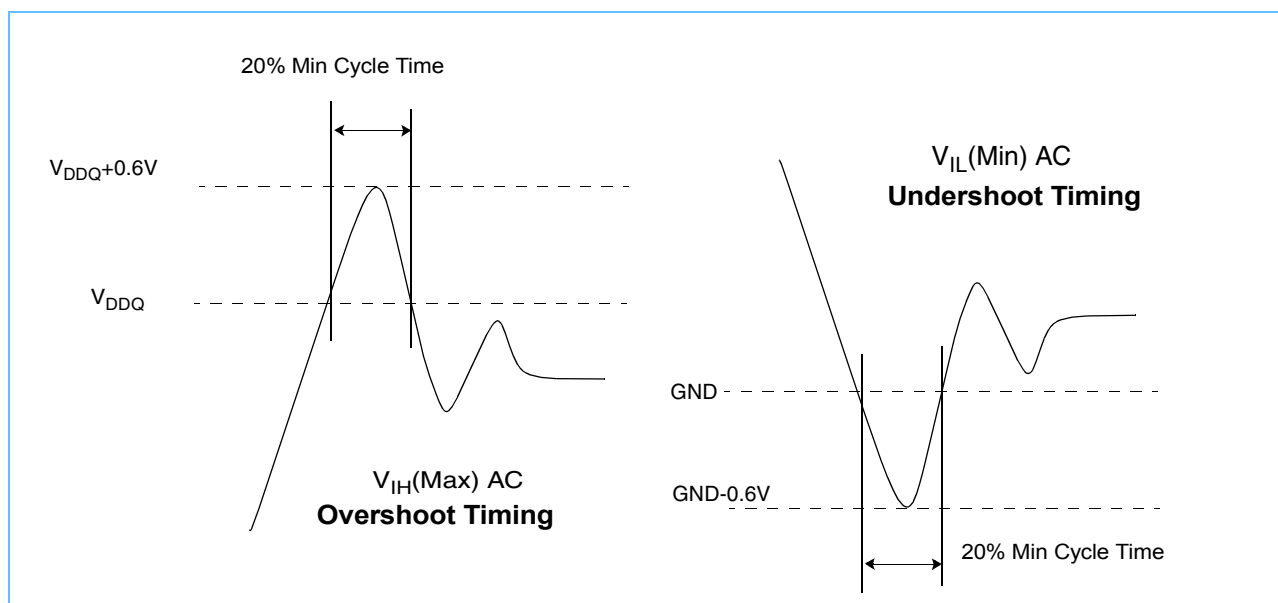 20% Min Cycle Time
VDDQ+0.6V
VDDQ
VIH(Max) AC
Overshoot Timing
VIL(Min) AC
Undershoot Timing
GND
GND-0.6V
20% Min Cycle Time